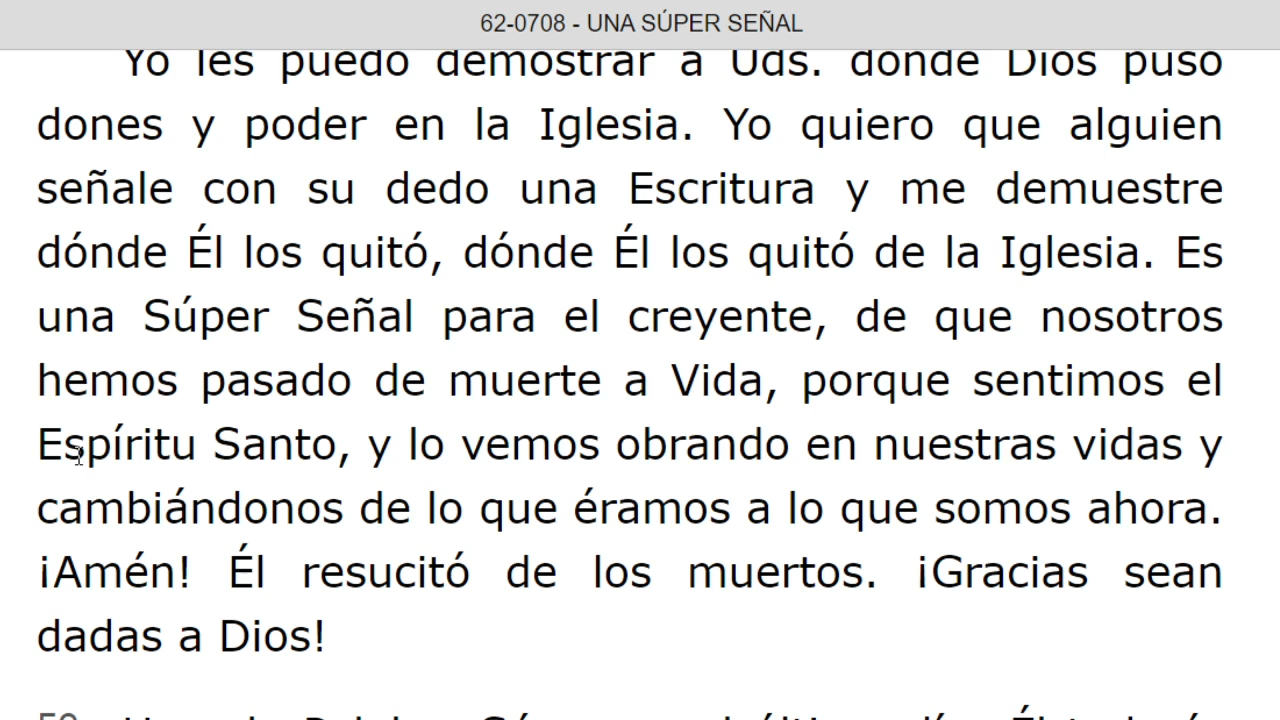 62-0708 - UNA SÚPER SEÑAL
Yo les puedo demostrar a Uds. dónde Dios puso
dones y poder en la Iglesia. Yo quiero que alguien
señale con su dedo una Escritura y me demuestre
dónde Él los quitó, dónde Él los quitó de la Iglesia. Es
una Súper Señal para el creyente, de que nosotros
hemos pasado de muerte a Vida, porque sentimos el
Espíritu Santo, y lo vemos obrando en nuestras vidas y
cambiándonos de lo que éramos a lo que somos ahora.
¡Amén! Él resucitó de los muertos. ¡Gracias sean
dadas a Dios!